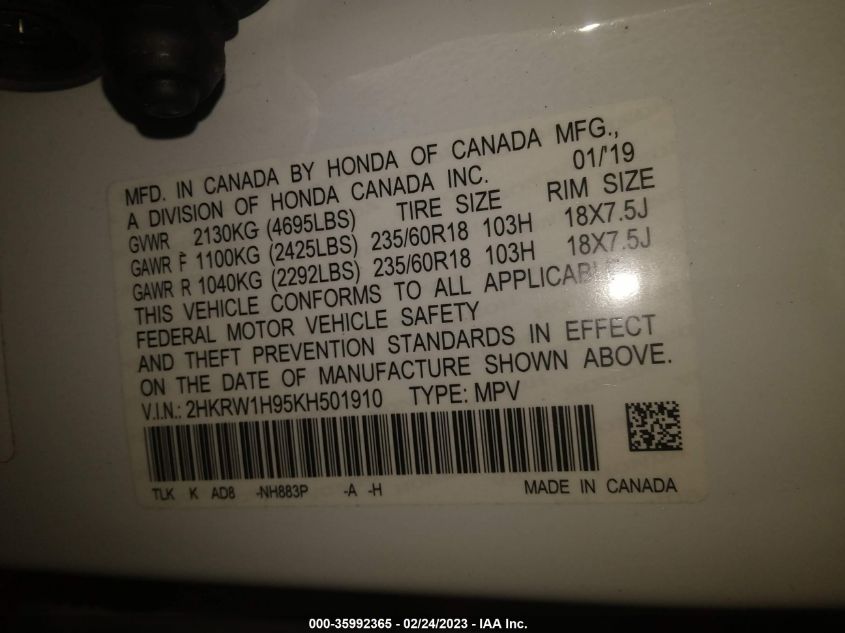 MFD. IN CANADA BY HONDA OF CANADA MFG.,
A DIVISION OF HONDA CANADA INC. 01/'19
GVWR 2130KG (4695LBS) TIRE SIZE RIM SIZE
GAWR F 1100KG (2425LBS) 235/60R18 103H 18X7.5J
GAWR R 1040KG (2292LBS) 235/60R18 103H 18X7.5J
THIS VEHICLE CONFORMS TO ALL APPLICABLE
FEDERAL MOTOR VEHICLE SAFETY
AND THEFT PREVENTION STANDARDS IN EFFECT
ON THE DATE OF MANUFACTURE SHOWN ABOVE.
V.I.N.: 2HKRW1H95KH501910 TYPE: MPV
TLK K AD8 -NH883P -A -H MADE IN CANADA
000-35992365 - 02/24/2023 - IAA Inc.